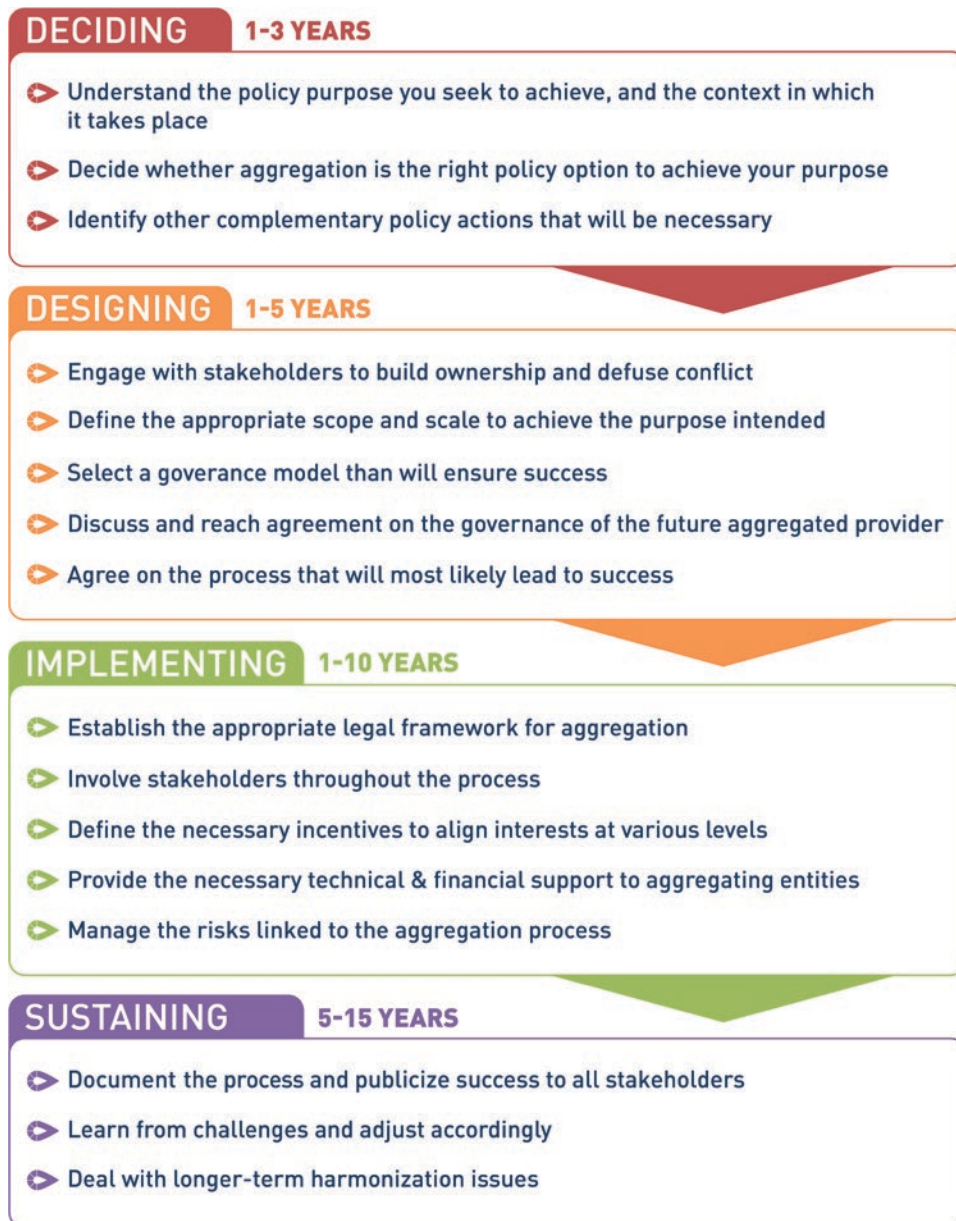 DECIDING 1-3 YEARS
Understand the policy purpose you seek to achieve, and the context in which
it takes place
Decide whether aggregation is the right policy option to achieve your purpose
Identify other complementary policy actions that will be necessary
DESIGNING 1-5 YEARS
Engage with stakeholders to build ownership and defuse conflict
Define the appropriate scope and scale to achieve the purpose intended
Select a goverance model than will ensure success
Discuss and reach agreement on the governance of the future aggregated provider
Agree on the process that will most likely lead to success
IMPLEMENTING 1-10 YEARS
Establish the appropriate legal framework for aggregation
Involve stakeholders throughout the process
Define the necessary incentives to align interests at various levels
Provide the necessary technical & financial support to aggregating entities
Manage the risks linked to the aggregation process
SUSTAINING 5-15 YEARS
Document the process and publicize success to all stakeholders
Learn from challenges and adjust accordingly
Deal with longer-term harmonization issues